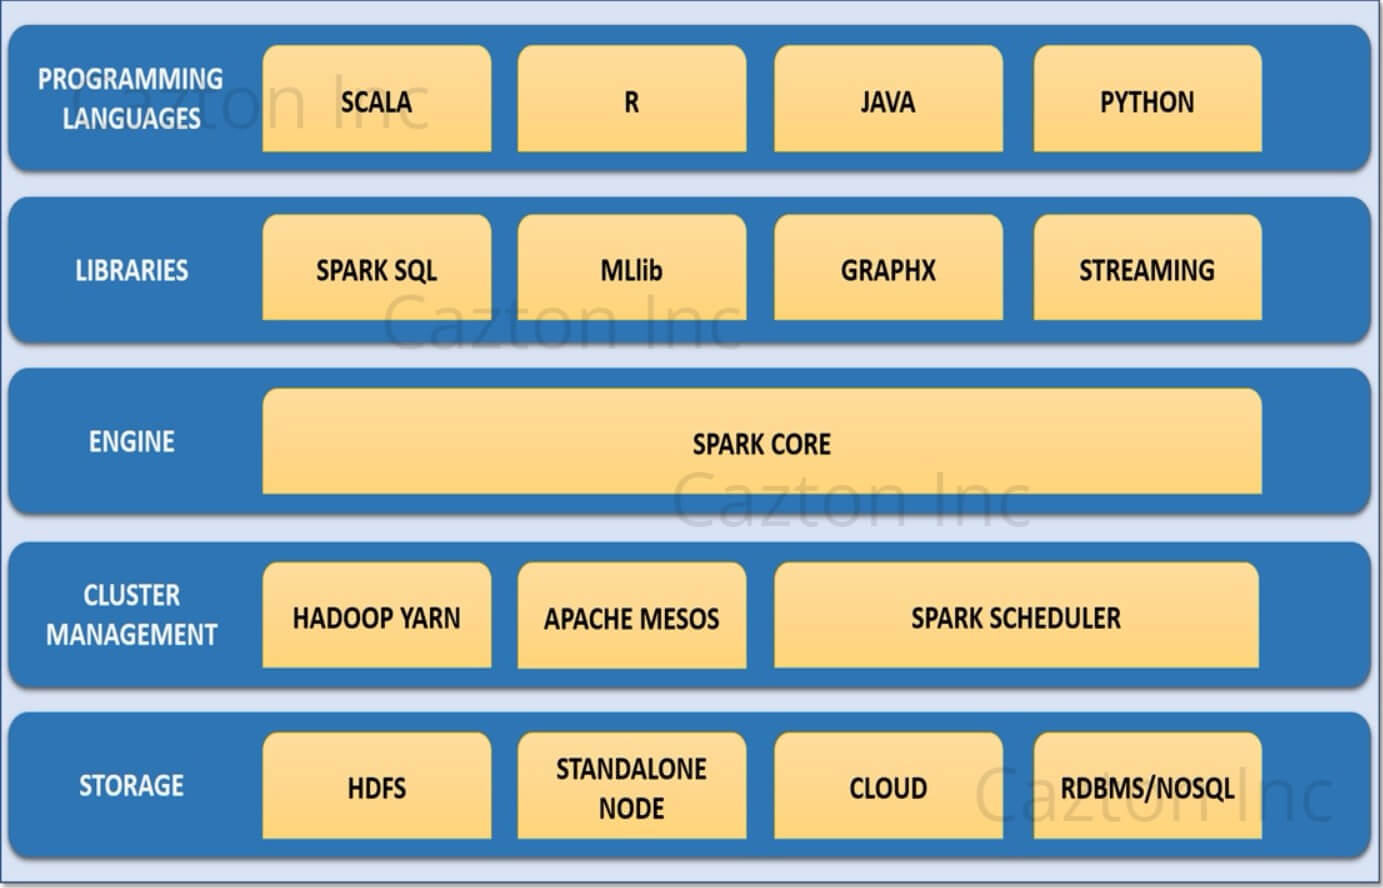 PROGRAMMING
LANGUAGES
SCALA
R
JAVA
PYTHON
Cazton Inc
LIBRARIES
SPARK SQL
MLlib
GRAPHX
STREAMING
Cazton Inc
ENGINE
SPARK CORE
Cazton Inc
CLUSTER
MANAGEMENT
HADOOP YARN
APACHE MESOS
SPARK SCHEDULER
STORAGE
HDFS
STANDALONE
NODE
CLOUD
RDBMS/NOSQL
Cazton Inc